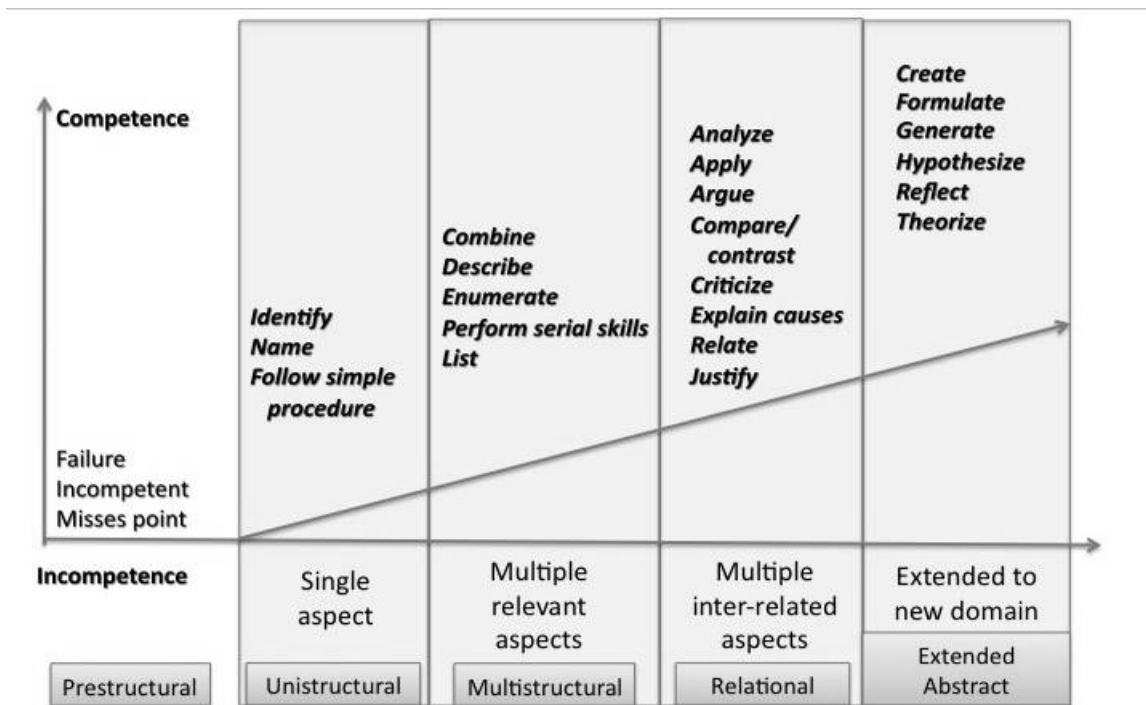 Competence
Failure
Incompetent
Misses point
Incompetence
Prestructural
Identify
Name
Follow simple
procedure
Single
aspect
Unistructural
Combine
Describe
Enumerate
Perform serial skills
List
Multiple
relevant
aspects
Multistructural
Analyze
Apply
Argue
Compare/
contrast
Criticize
Explain causes
Relate
Justify
Multiple
inter-related
aspects
Relational
Create
Formulate
Generate
Hypothesize
Reflect
Theorize
Extended to
new domain
Extended
Abstract